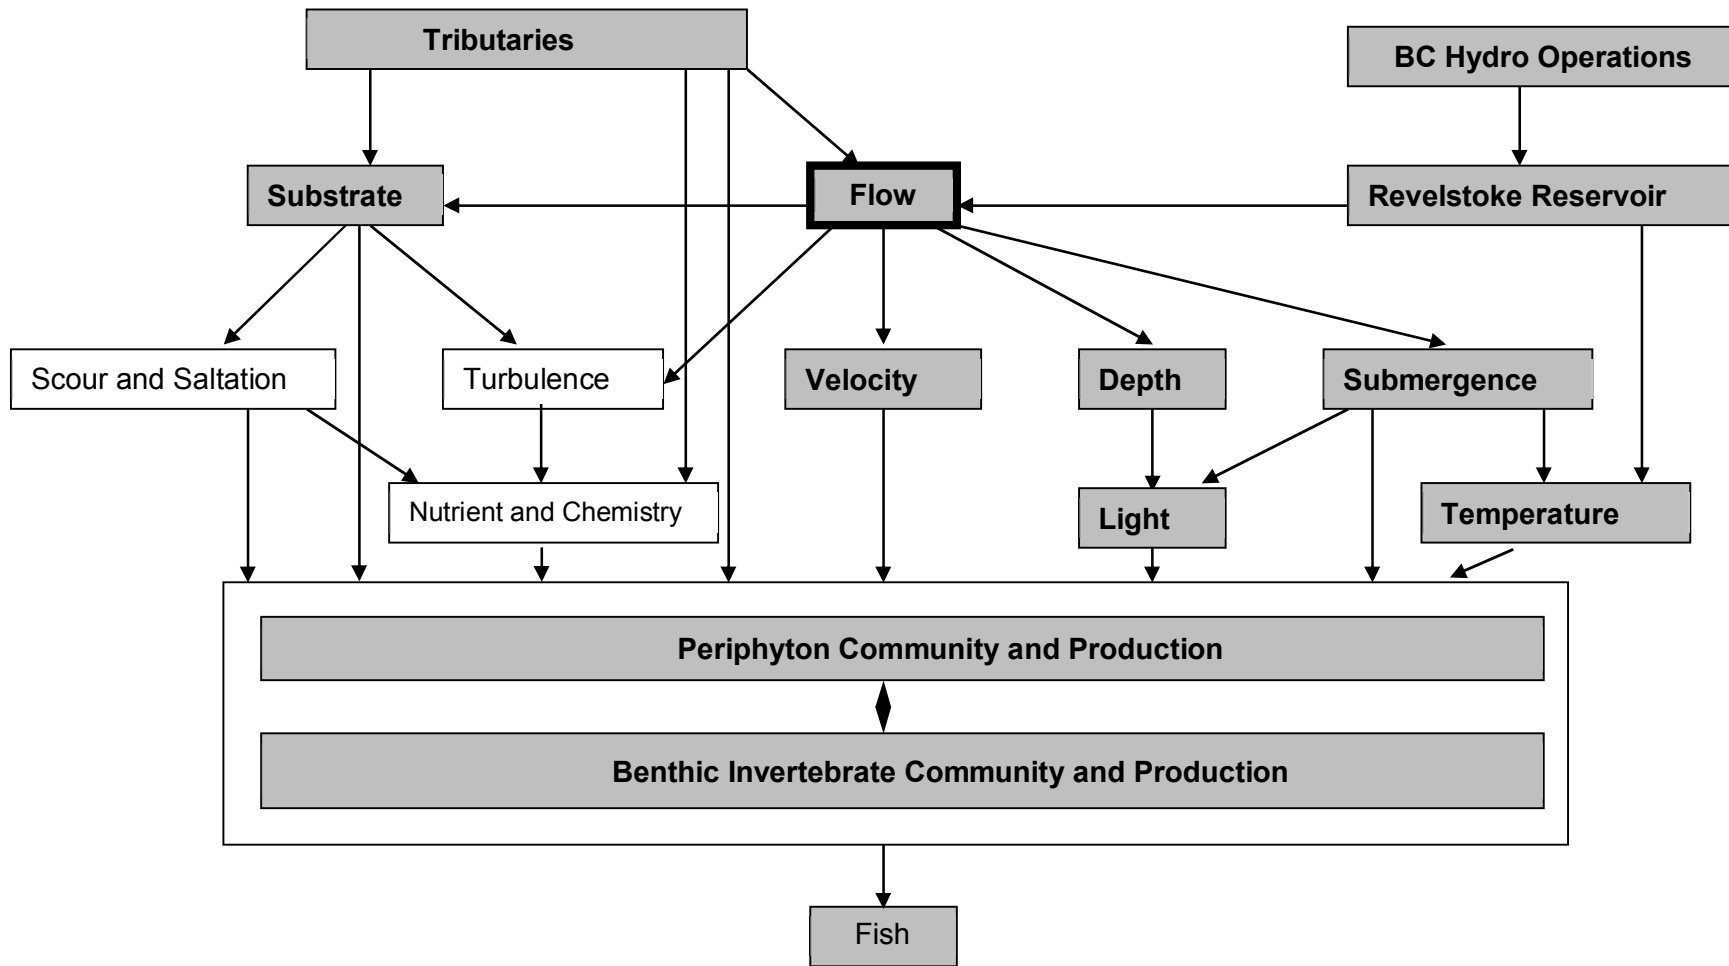 Tributaries
BC Hydro Operations
Substrate
Flow
Revelstoke Reservoir
Scour and Saltation
Turbulence
Velocity
Depth
Submergence
Nutrient and Chemistry
Light
Temperature
Periphyton Community and Production
Benthic Invertebrate Community and Production
Fish